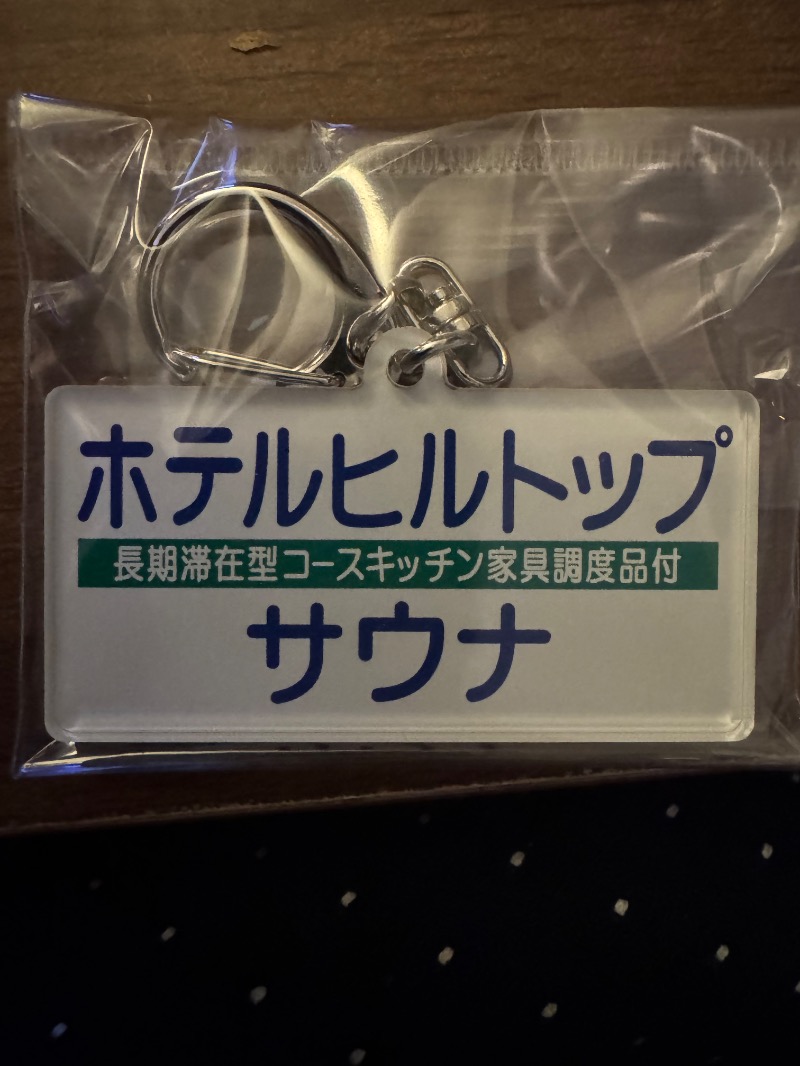 ホテルヒルトップ
長期滞在型コースキッチン家具調度品付
サウナ